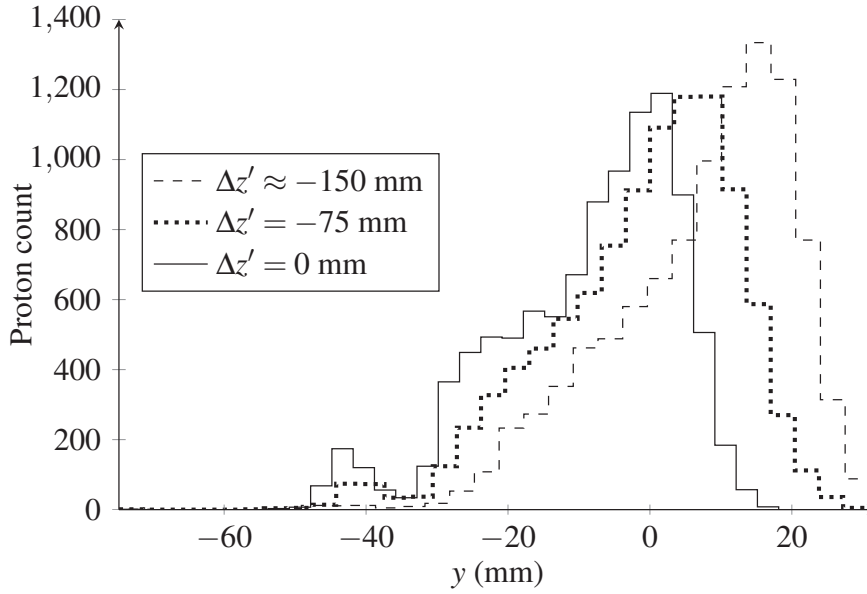 1,400
1,200
1,000
800
600
400
200
0
Proton count
Δz′ ≈ −150 mm
Δz′ = −75 mm
Δz′ = 0 mm
−60 −40 −20 0 20
y (mm)